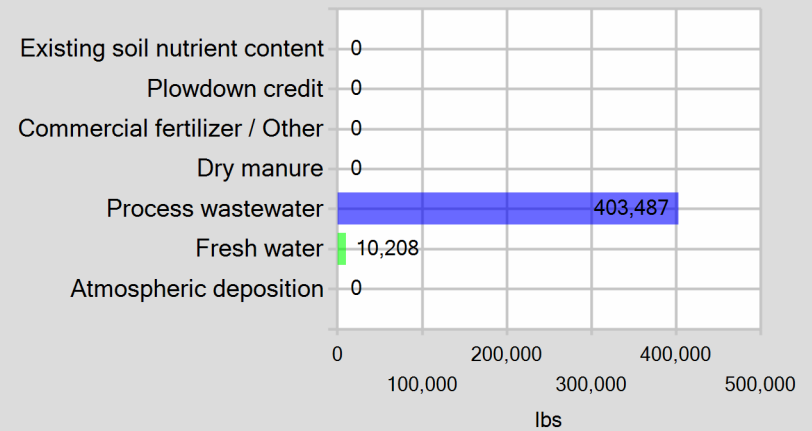 Existing soil nutrient content 0
Plowdown credit 0
Commercial fertilizer / Other 0
Dry manure 0
Process wastewater 403,487
Fresh water 10,208
Atmospheric deposition 0
0 200,000 400,000
100,000 300,000 500,000
lbs